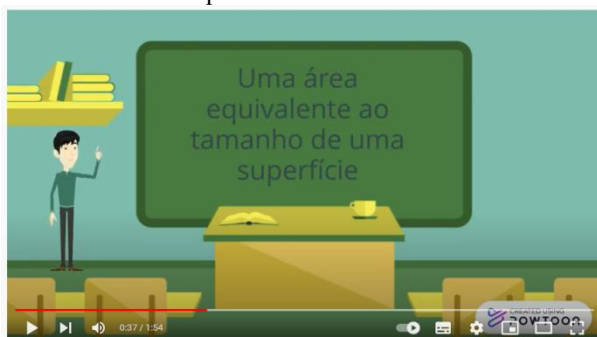 Uma área
equivalente ao
tamanho de uma
superfície
CREATED USING
POWTOON
0:37 / 1:54